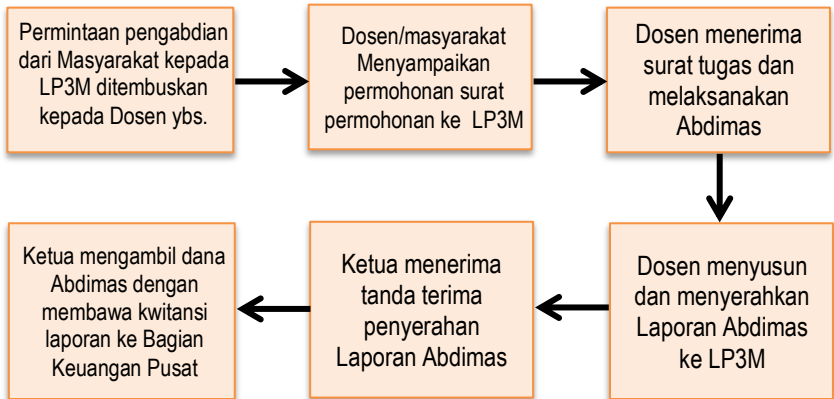 Permintaan pengabdian
dari Masyarakat kepada
LP3M ditembuskan
kepada Dosen ybs.
Dosen/masyarakat
Menyampaikan
permohonan surat
permohonan ke LP3M
Dosen menerima
surat tugas dan
melaksanakan
Abdimas
Dosen menyusun
dan menyerahkan
Laporan Abdimas
ke LP3M
Ketua menerima
tanda terima
penyerahan
Laporan Abdimas
Ketua mengambil dana
Abdimas dengan
membawa kwitansi
laporan ke Bagian
Keuangan Pusat